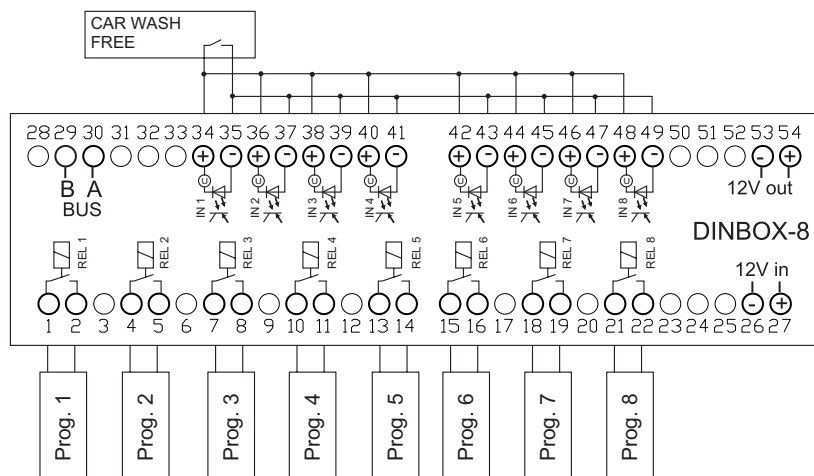 CAR WASH
FREE
28 29 30 31 32 33 34 35 36 37 38 39 40 41 42 43 44 45 46 47 48 49 50 51 52 53 54
+ - + - + - + - + - + - + - + - - +
B A
BUS
U U U U U U U U
IN 1 IN 2 IN 3 IN 4 IN 5 IN 6 IN 7 IN 8
12V out
DINBOX-8
REL 1 REL 2 REL 3 REL 4 REL 5 REL 6 REL 7 REL 8
12V in
- +
1 2 3 4 5 6 7 8 9 10 11 12 13 14 15 16 17 18 19 20 21 22 23 24 25 26 27
Prog. 1 Prog. 2 Prog. 3 Prog. 4 Prog. 5 Prog. 6 Prog. 7 Prog. 8